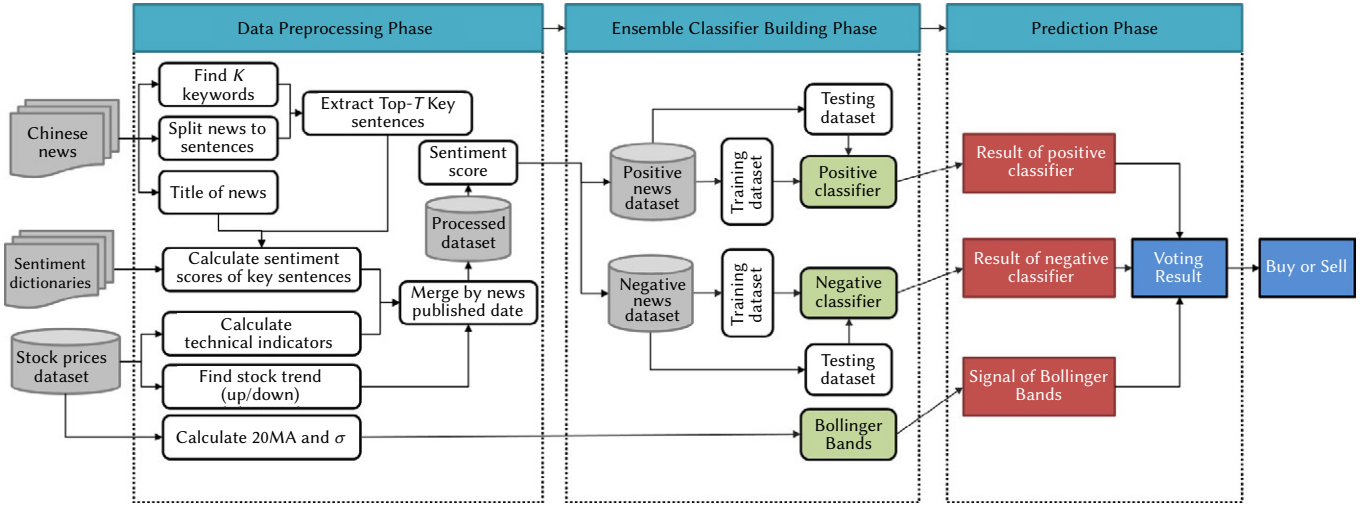 Data Preprocessing Phase
Ensemble Classifier Building Phase
Prediction Phase
Chinese
news
Sentiment
dictionaries
Stock prices
dataset
Find K
keywords
Split news to
sentences
Title of news
Extract Top-T Key
sentences
Calculate sentiment
scores of key sentences
Calculate
technical indicators
Find stock trend
(up/down)
Calculate 20MA and σ
Sentiment
score
Processed
dataset
Merge by news
published date
Positive
news
dataset
Training
dataset
Testing
dataset
Positive
classifier
Negative
news
dataset
Training
dataset
Negative
classifier
Testing
dataset
Bollinger
Bands
Result of positive
classifier
Result of negative
classifier
Signal of Bollinger
Bands
Voting
Result
Buy or Sell